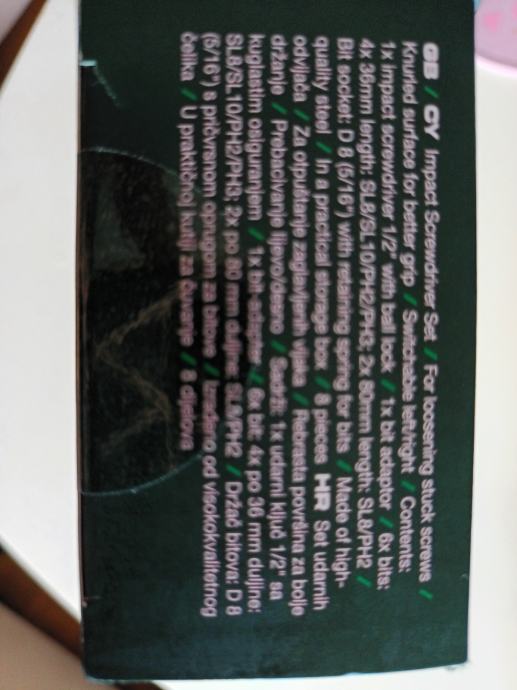 GB / CY Impact Screwdriver Set / For loosening stuck screws /
Knurled surface for better grip / Switchable left/right / Contents:
1x impact screwdriver 1/2" with ball lock / 1x bit adaptor / 6x bits:
4x 36mm length: SL8/SL10/PH2/PH3; 2x 80mm length: SL8/PH2 /
Bit socket: D 8 (5/16") with retaining spring for bits / Made of high-
quality steel / In a practical storage box / 8 pieces HR Set udarnih
odvijača / Za otpuštanje zaglavljenih vijaka / Rebrasta površina za bolje
držanje / Prebacivanje lijevo/desno / Sadrži: 1x udarni ključ 1/2" sa
kuglastim osiguranjem / 1x bit-adapter / 6x bit: 4x po 36 mm duljine:
SL8/SL10/PH2/PH3; 2x po 80 mm duljine: SL8/PH2 / Držač bitova: D 8
(5/16") s pričvrsnom oprugom za bitove / Izrađeno od visokokvalitetnog
čelika / U praktičnoj kutiji za čuvanje / 8 dijelova